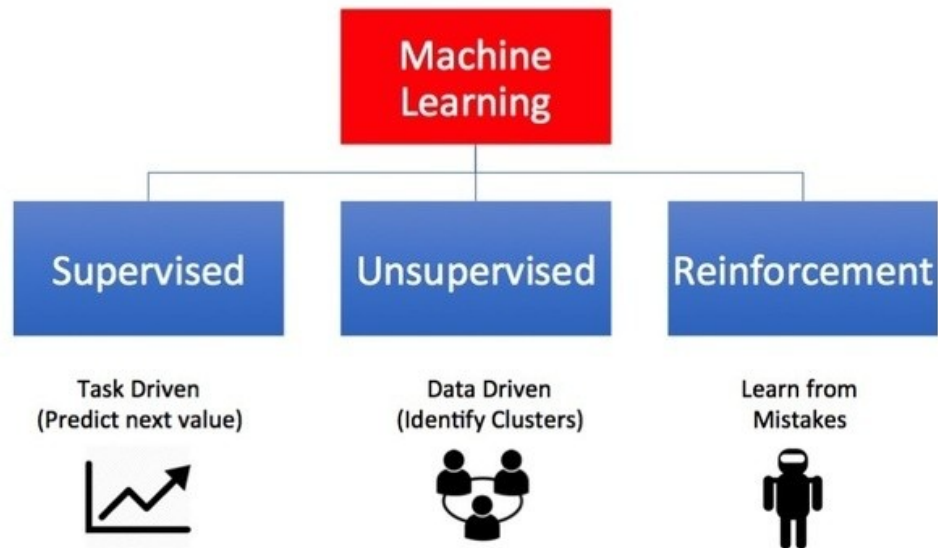 Machine
Learning
Supervised
Unsupervised
Reinforcement
Task Driven
(Predict next value)
Data Driven
(Identify Clusters)
Learn from
Mistakes